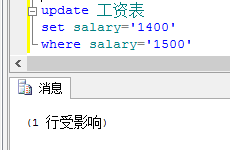 update 工资表
set salary='1400'
where salary='1500'
消息
(1 行受影响)